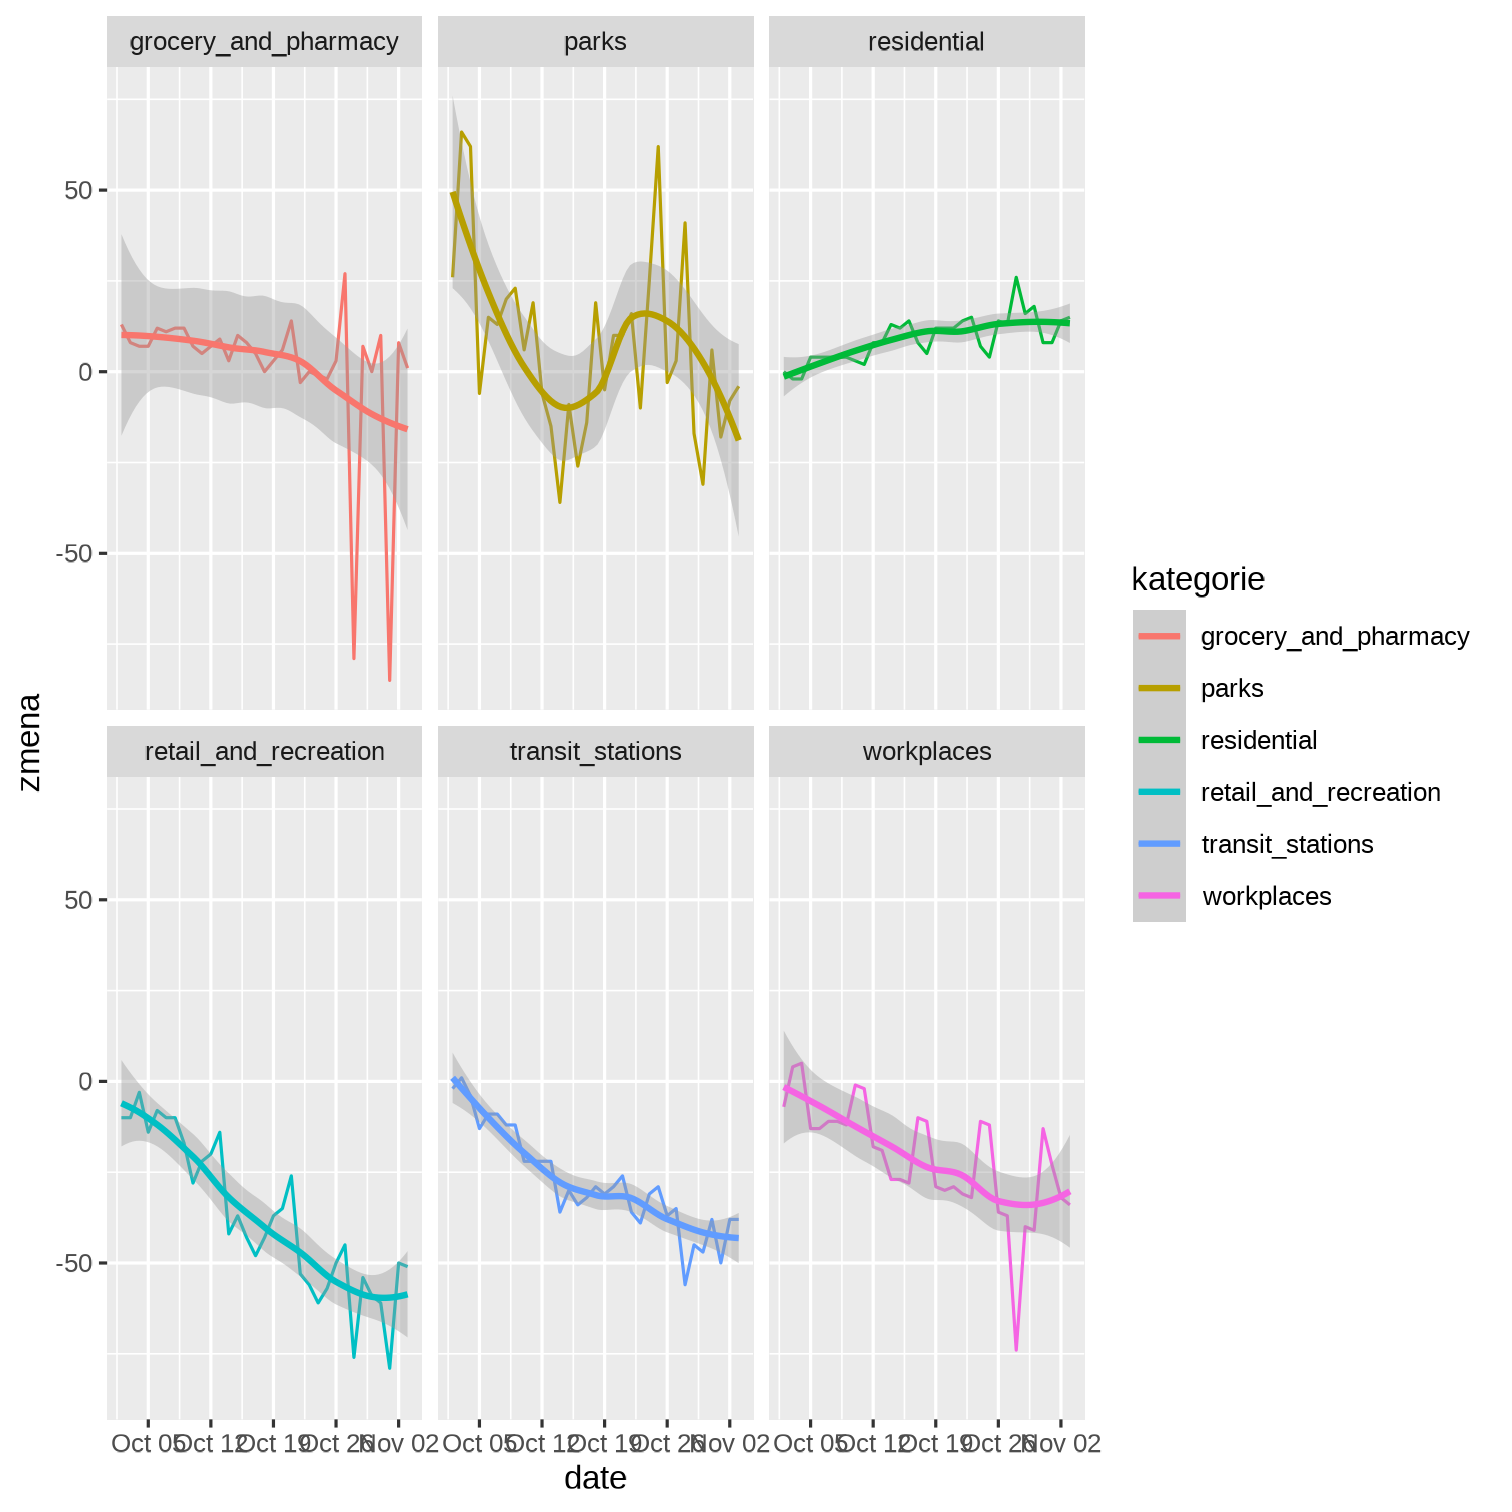 grocery_and_pharmacy parks residential
50
0
-50
zmena
retail_and_recreation transit_stations workplaces
50
0
-50
Oct 05 Oct 12 Oct 19 Oct 26 Nov 02 Oct 05 Oct 12 Oct 19 Oct 26 Nov 02 Oct 05 Oct 12 Oct 19 Oct 26 Nov 02
date
kategorie
grocery_and_pharmacy
parks
residential
retail_and_recreation
transit_stations
workplaces